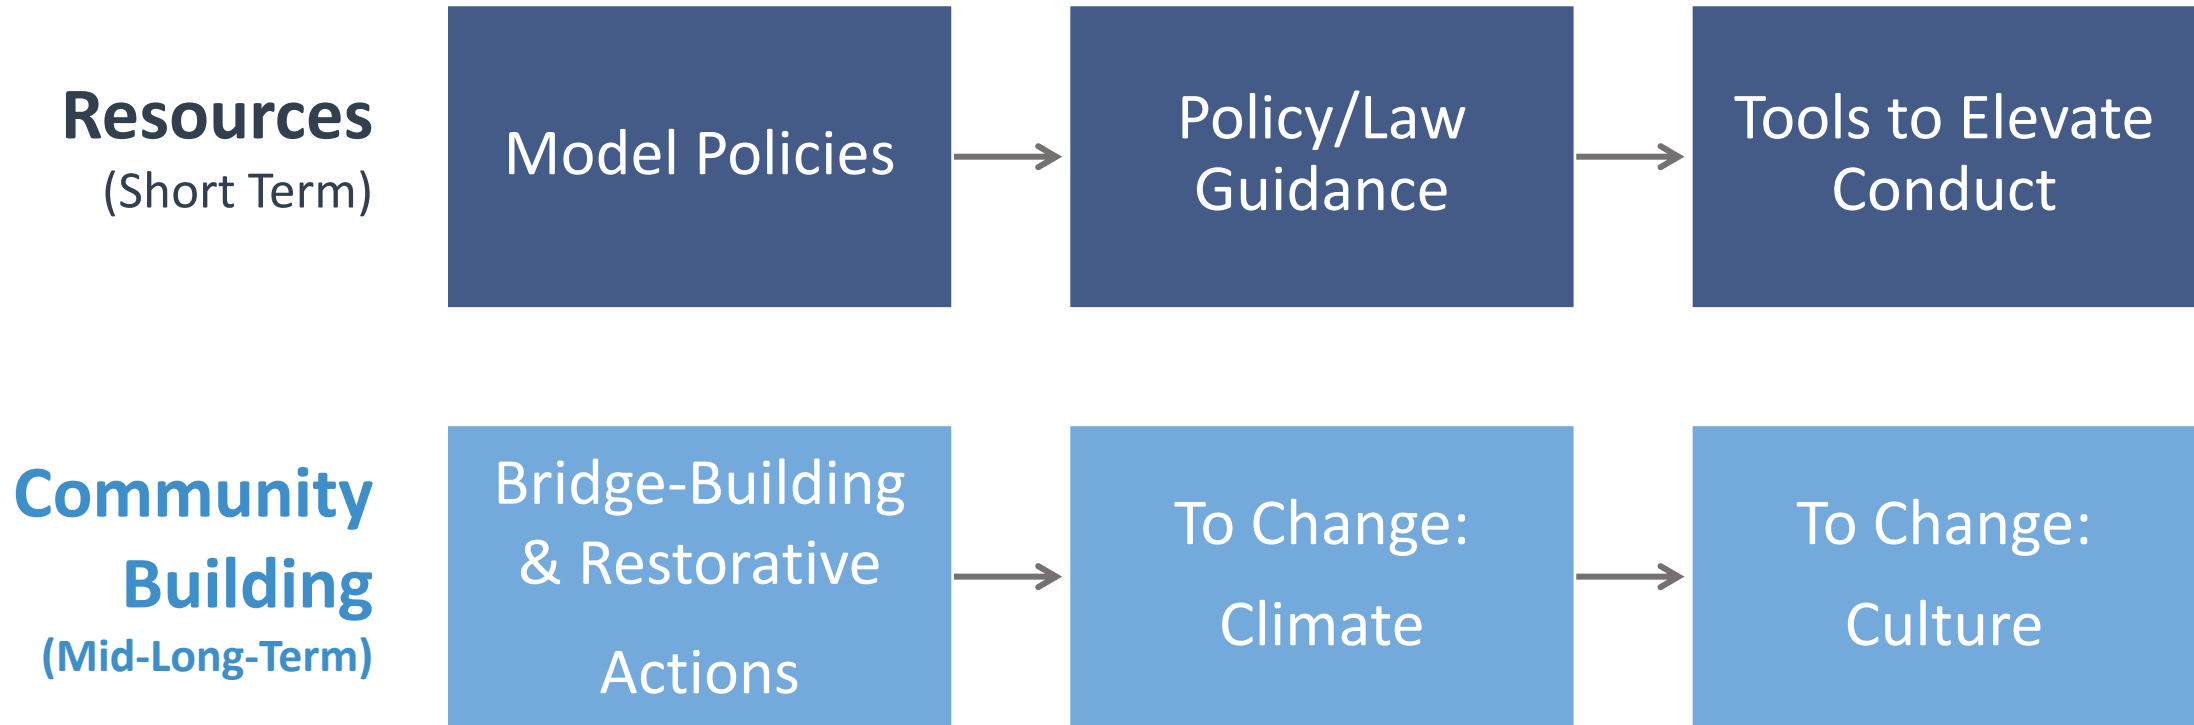 Resources
(Short Term)
Model Policies
Policy/Law
Guidance
Tools to Elevate
Conduct
Community
Building
(Mid-Long-Term)
Bridge-Building
& Restorative
Actions
To Change:
Climate
To Change:
Culture